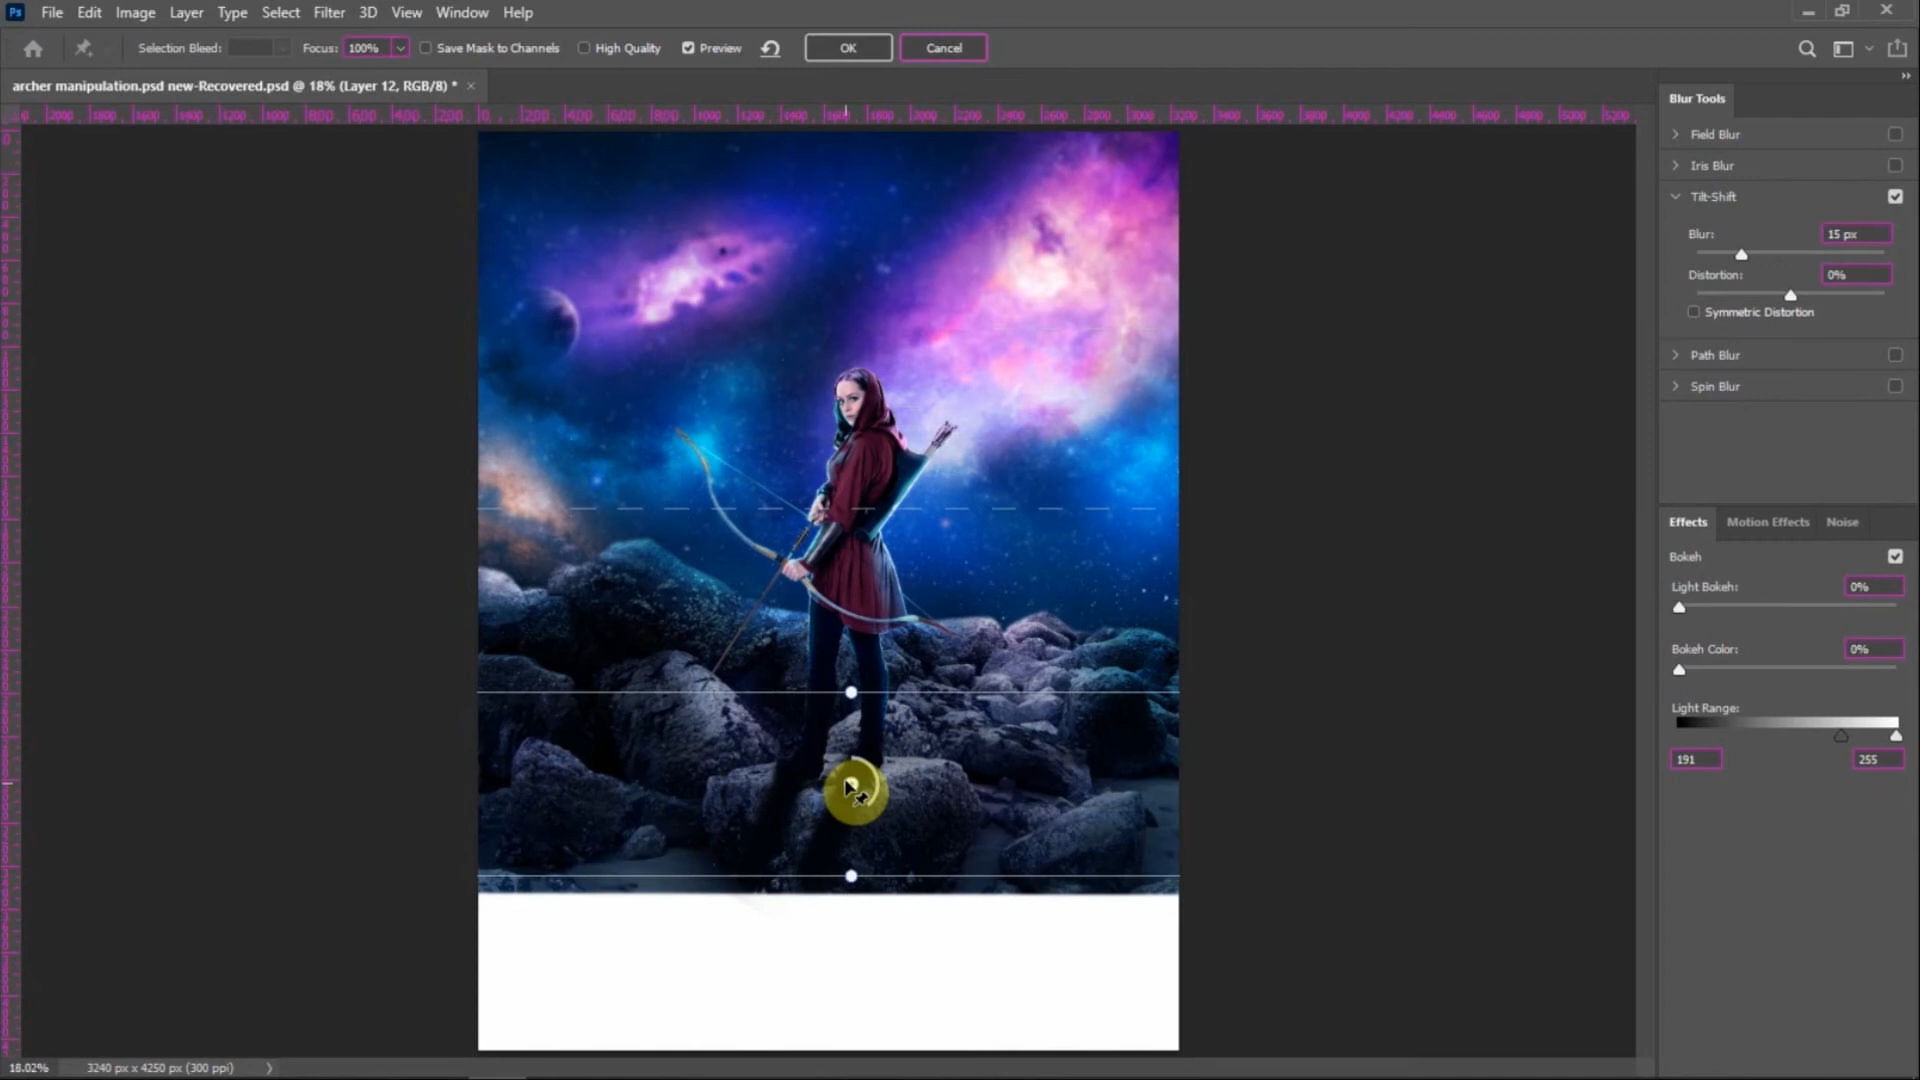 Ps File Edit Image Layer Type Select Filter 3D View Window Help
Selection Bleed: Focus: 100% Save Mask to Channels High Quality Preview OK Cancel
archer manipulation.psd new-Recovered.psd @ 18% (Layer 12, RGB/8) *
Blur Tools
Field Blur
Iris Blur
Tilt-Shift
Blur: 15 px
Distortion: 0%
Symmetric Distortion
Path Blur
Spin Blur
Effects Motion Effects Noise
Bokeh
Light Bokeh: 0%
Bokeh Color: 0%
Light Range:
191 255
18.02% 3240 px x 4250 px (300 ppi)